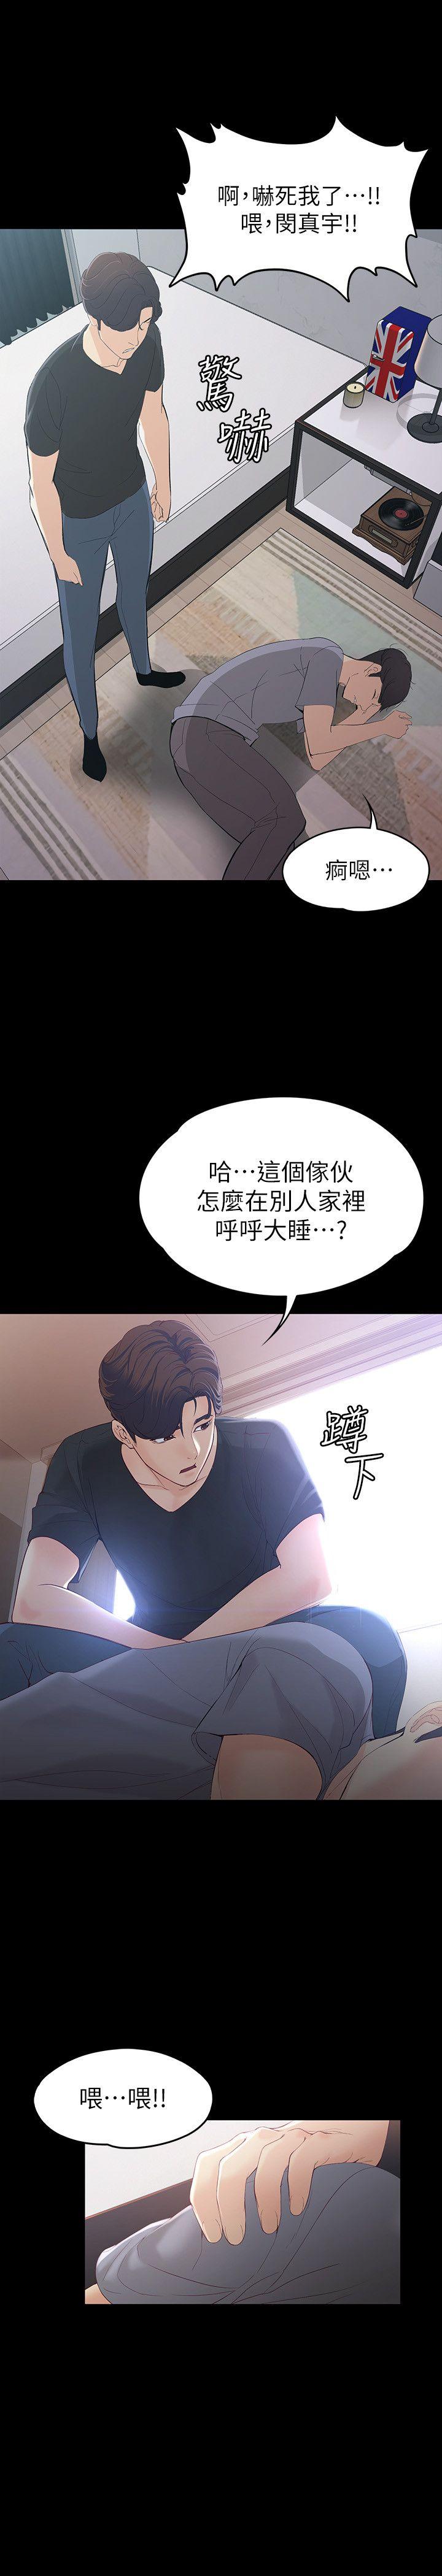 啊，嚇死我了…!!
喂，閔真宇!!
驚
嚇
痾嗯…
哈…這個傢伙
怎麼在別人家裡
呼呼大睡…?
蹲
下
喂…喂!!